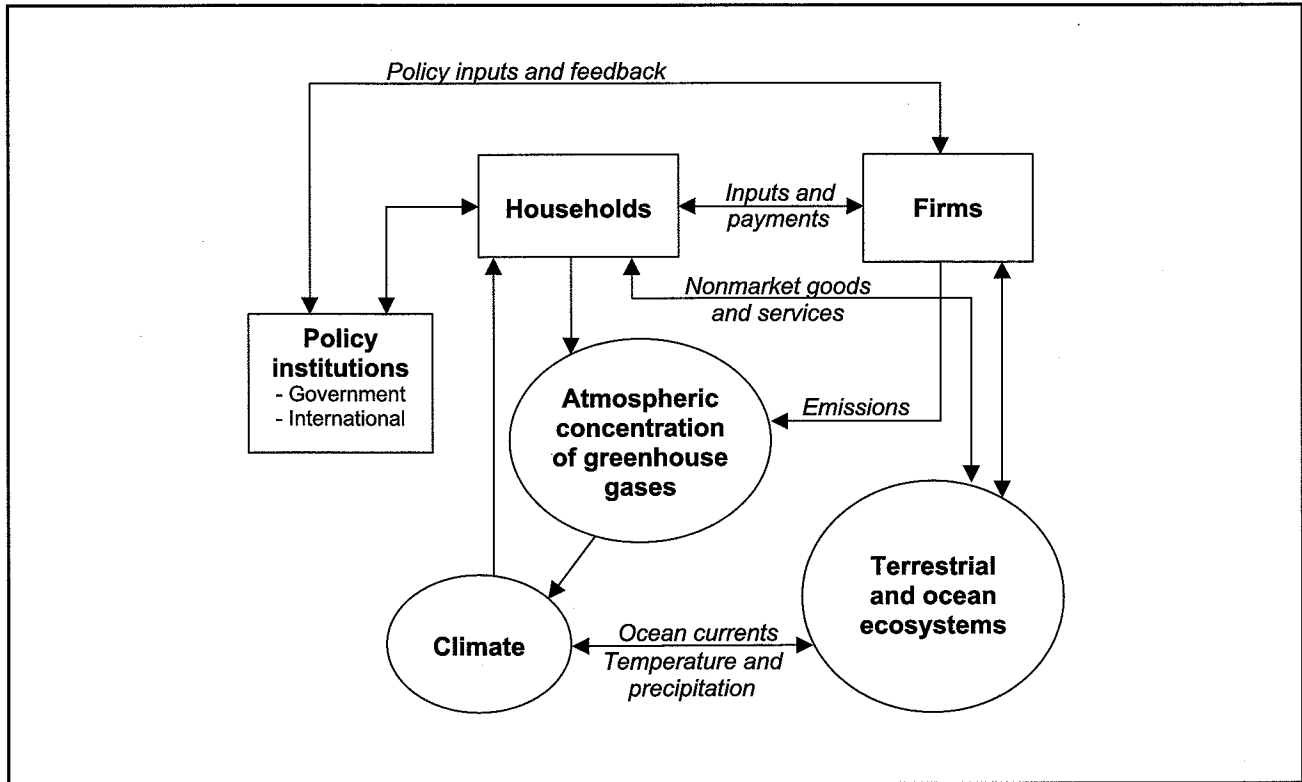 Policy inputs and feedback
Households
Inputs and
payments
Firms
Nonmarket goods
and services
Policy
institutions
- Government
- International
Atmospheric
concentration
of greenhouse
gases
Emissions
Terrestrial
and ocean
ecosystems
Climate
Ocean currents
Temperature and
precipitation